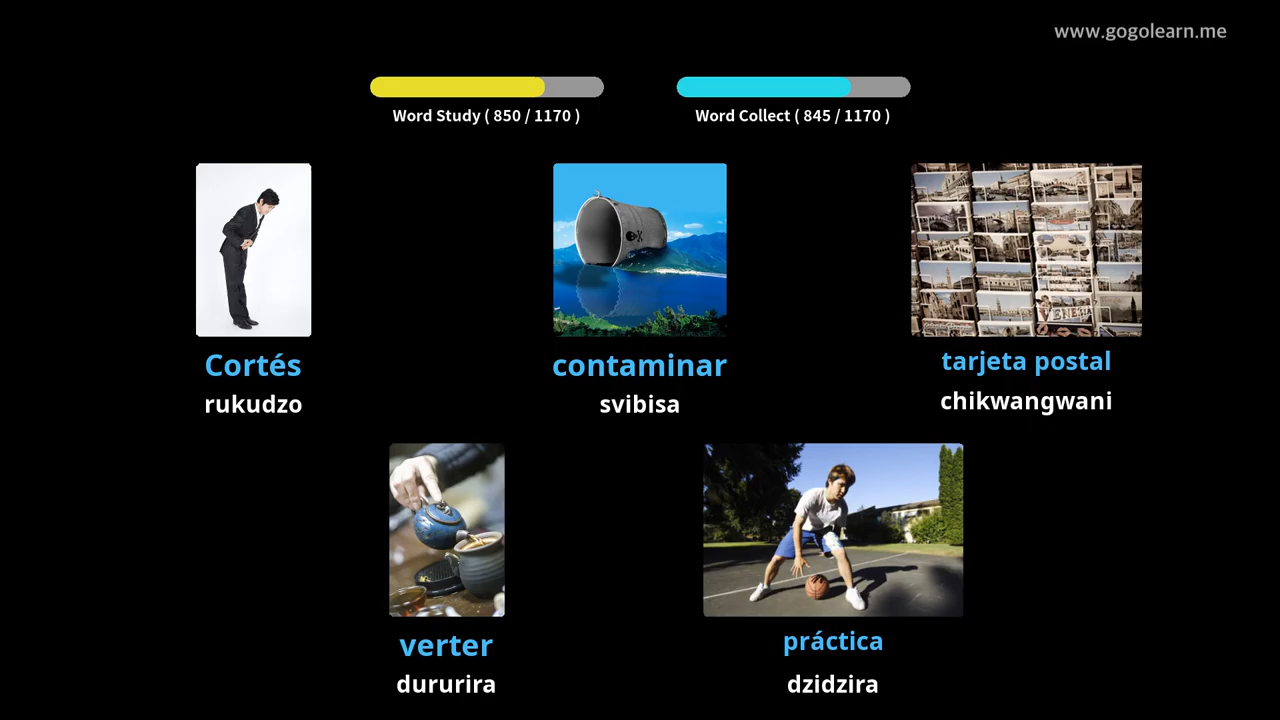 www.gogolearn.me
Word Study ( 850 / 1170 )
Word Collect ( 845 / 1170 )
Cortés
rukudzo
contaminar
svibisa
tarjeta postal
chikwangwani
VENEZIA
verter
dururira
práctica
dzidzira